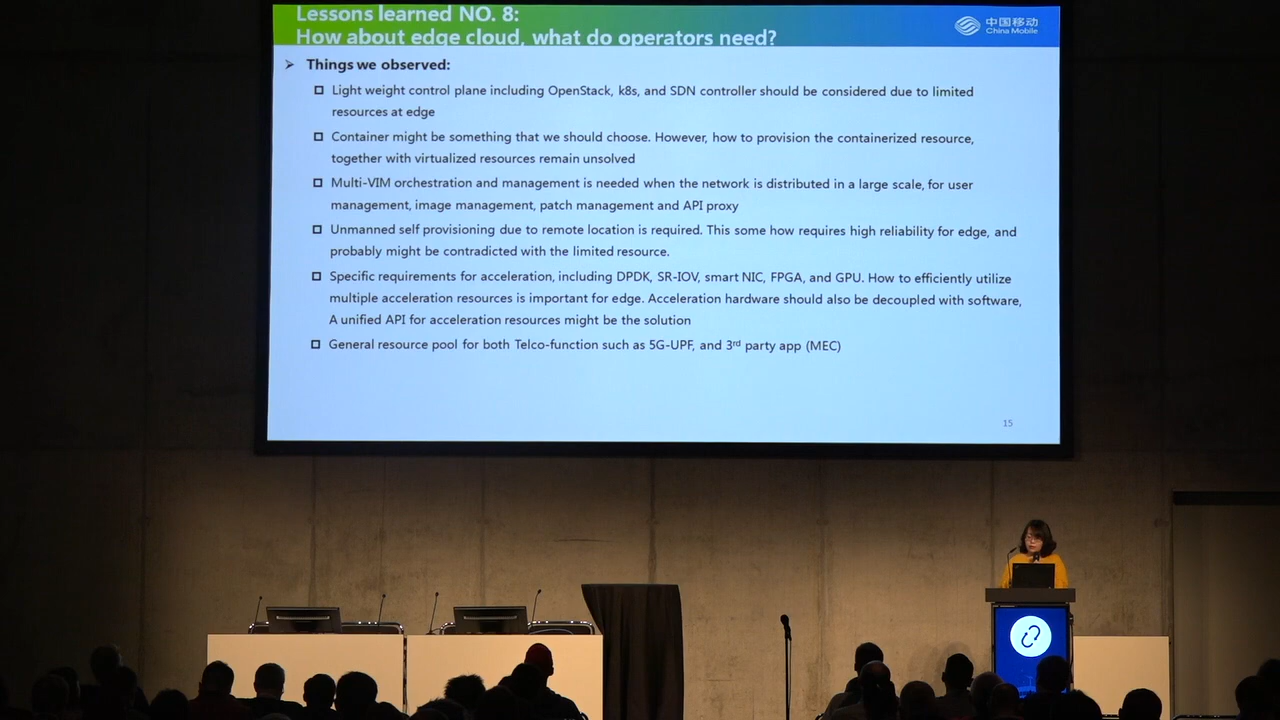 Lessons learned NO. 8:
How about edge cloud, what do operators need?
中国移动
China Mobile
➢ Things we observed:
□ Light weight control plane including OpenStack, k8s, and SDN controller should be considered due to limited
resources at edge
□ Container might be something that we should choose. However, how to provision the containerized resource,
together with virtualized resources remain unsolved
□ Multi-VIM orchestration and management is needed when the network is distributed in a large scale, for user
management, image management, patch management and API proxy
□ Unmanned self provisioning due to remote location is required. This some how requires high reliability for edge, and
probably might be contradicted with the limited resource.
□ Specific requirements for acceleration, including DPDK, SR-IOV, smart NIC, FPGA, and GPU. How to efficiently utilize
multiple acceleration resources is important for edge. Acceleration hardware should also be decoupled with software,
A unified API for acceleration resources might be the solution
□ General resource pool for both Telco-function such as 5G-UPF, and 3rd party app (MEC)
15